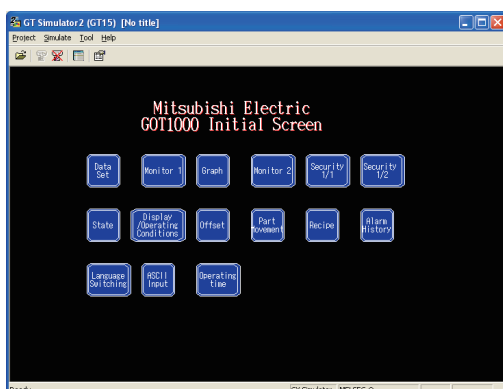 GT Simulator2 (GT15) [No title]
Project Simulate Tool Help
Mitsubishi Electric
GOT1000 Initial Screen
Data Set
Monitor 1
Graph
Monitor 2
Security 1/1
Security 1/2
State
Display /Operating Conditions
Offset
Part Movement
Recipe
Alarm History
Language Switching
ASCII Input
Operating time